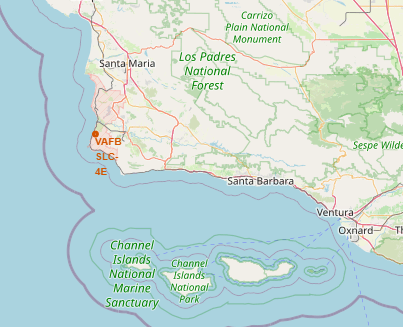 Carrizo
Plain National
Monument
Santa Maria
Los Padres
National
Forest
VAFB
SLC-
4E
Sespe Wilde
Santa Barbara
Ventura
Oxnard
Th
Channel
Islands
National
Marine
Sanctuary
Channel
Islands
National
Park